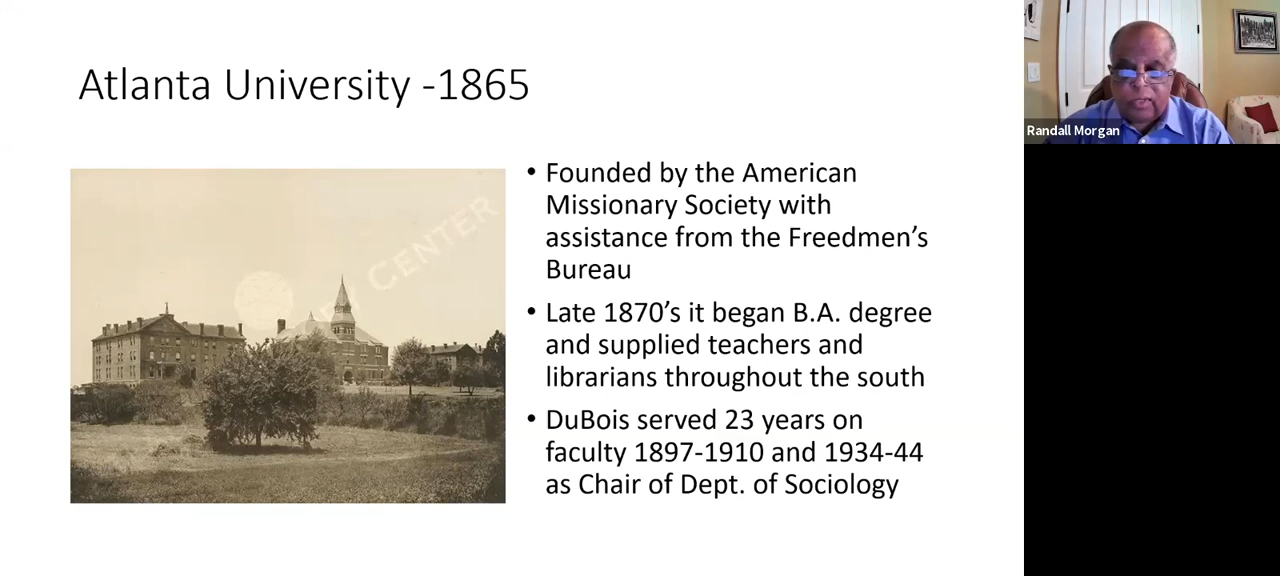 Atlanta University -1865
• Founded by the American
Missionary Society with
assistance from the Freedmen’s
Bureau
• Late 1870’s it began B.A. degree
and supplied teachers and
librarians throughout the south
• DuBois served 23 years on
faculty 1897-1910 and 1934-44
as Chair of Dept. of Sociology
CENTER
Randall Morgan